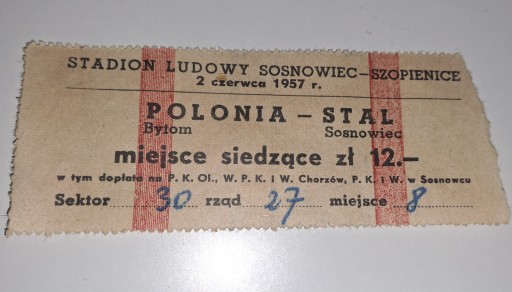 STADION LUDOWY SOSNOWIEC-SZOPIENICE
2 czerwca 1957 r.
POLONIA - STAL
Bytom Sosnowiec
miejsce siedzące zł 12.-
w tym dopłata na P. K. Ol., W. P. K. i W. Chorzów, P. K. i W. w Sosnowcu
Sektor 30 rząd 27 miejsce 8